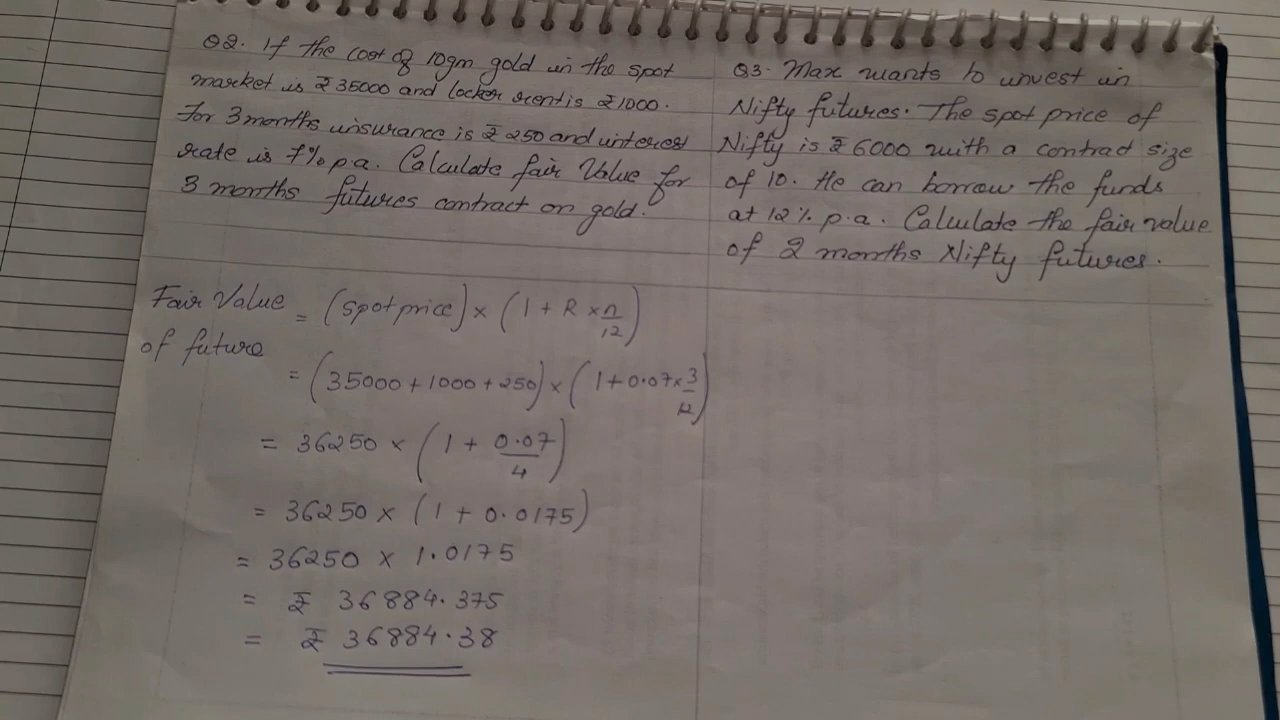 Q2. If the cost of 10gm gold in the spot
market is ₹ 35000 and locker rent is ₹1000.
For 3 months insurance is ₹ 250 and interest
rate is 7% p.a. Calculate fair Value for
3 months futures contract on gold.
Q3. Max wants to invest in
Nifty futures. The spot price of
Nifty is ₹ 6000 with a contract size
of 10. He can borrow the funds
at 12% p.a. Calculate the fair value
of 2 months Nifty futures.
Fair Value of future = (Spot price) × (1 + R × n/12)
= (35000 + 1000 + 250) × (1 + 0.07 × 3/12)
= 36250 × (1 + 0.07/4)
= 36250 × (1 + 0.0175)
= 36250 × 1.0175
= ₹ 36884.375
= ₹ 36884.38